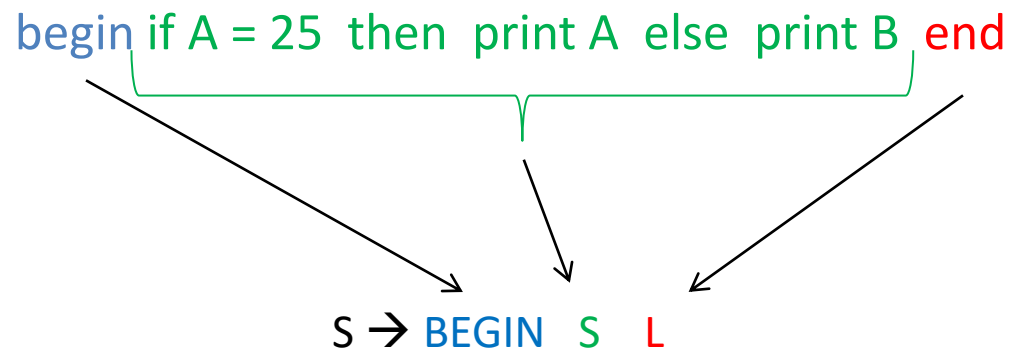 begin if A = 25 then print A else print B end
S → BEGIN S L